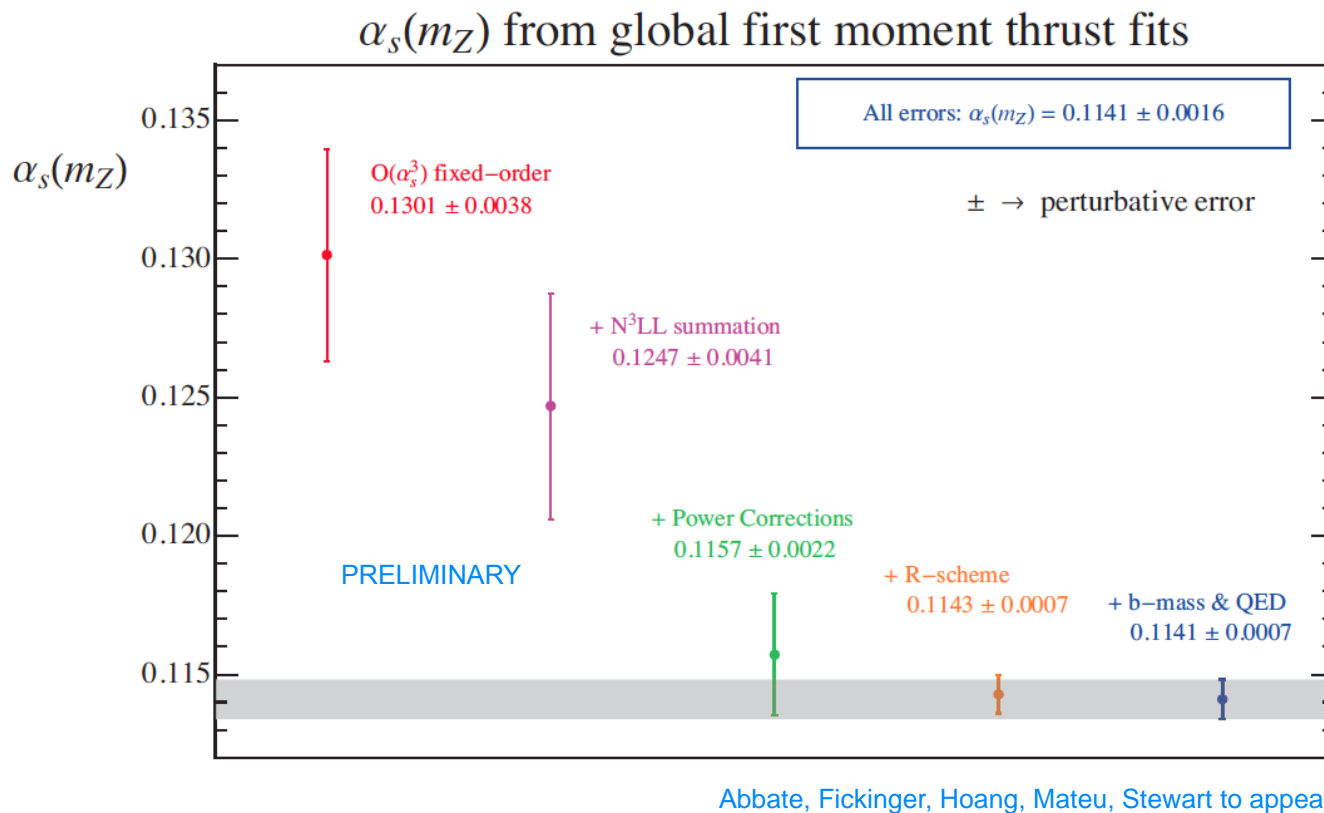 αₛ(m_Z) from global first moment thrust fits
All errors: αₛ(m_Z) = 0.1141 ± 0.0016
0.135
αₛ(m_Z)
O(αₛ³) fixed−order
0.1301 ± 0.0038
± → perturbative error
0.130
+ N³LL summation
0.1247 ± 0.0041
0.125
+ Power Corrections
0.1157 ± 0.0022
0.120
PRELIMINARY
+ R−scheme
0.1143 ± 0.0007
+ b−mass & QED
0.1141 ± 0.0007
0.115
Abbate, Fickinger, Hoang, Mateu, Stewart to appea